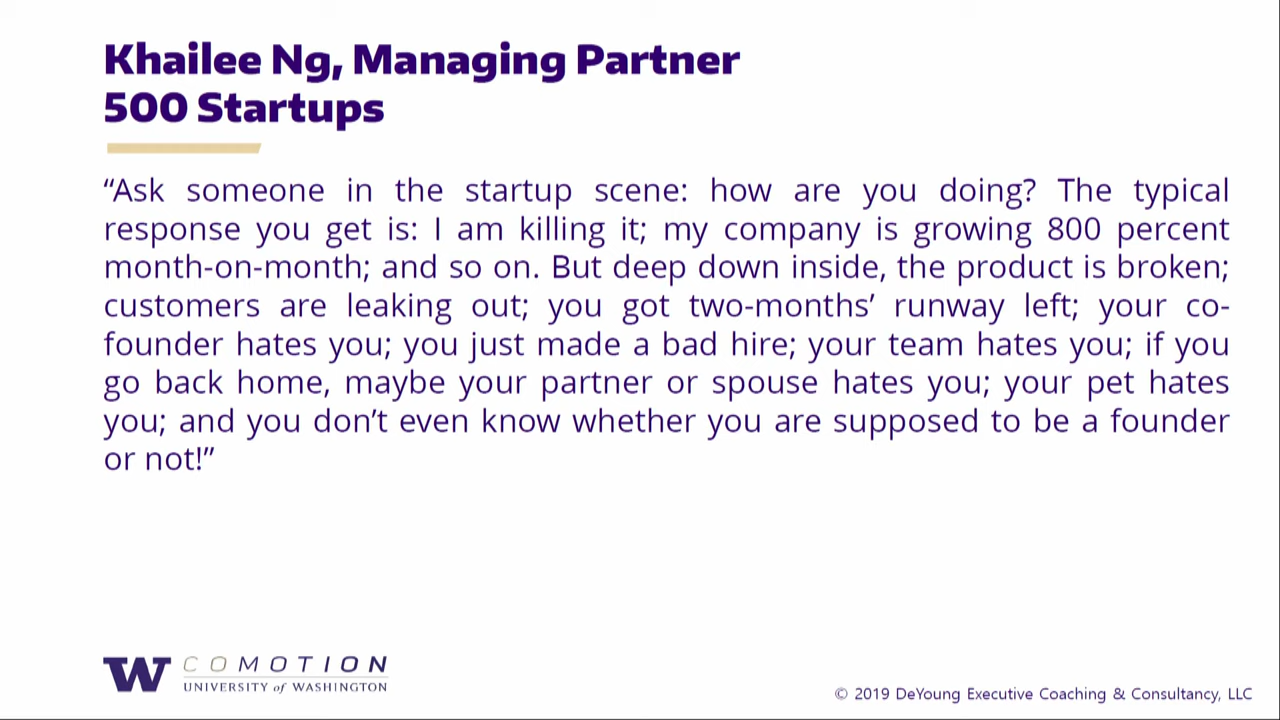 Khailee Ng, Managing Partner
500 Startups
“Ask someone in the startup scene: how are you doing? The typical
response you get is: I am killing it; my company is growing 800 percent
month-on-month; and so on. But deep down inside, the product is broken;
customers are leaking out; you got two-months’ runway left; your co-
founder hates you; you just made a bad hire; your team hates you; if you
go back home, maybe your partner or spouse hates you; your pet hates
you; and you don’t even know whether you are supposed to be a founder
or not!”
W COMOTION
UNIVERSITY of WASHINGTON
© 2019 DeYoung Executive Coaching & Consultancy, LLC